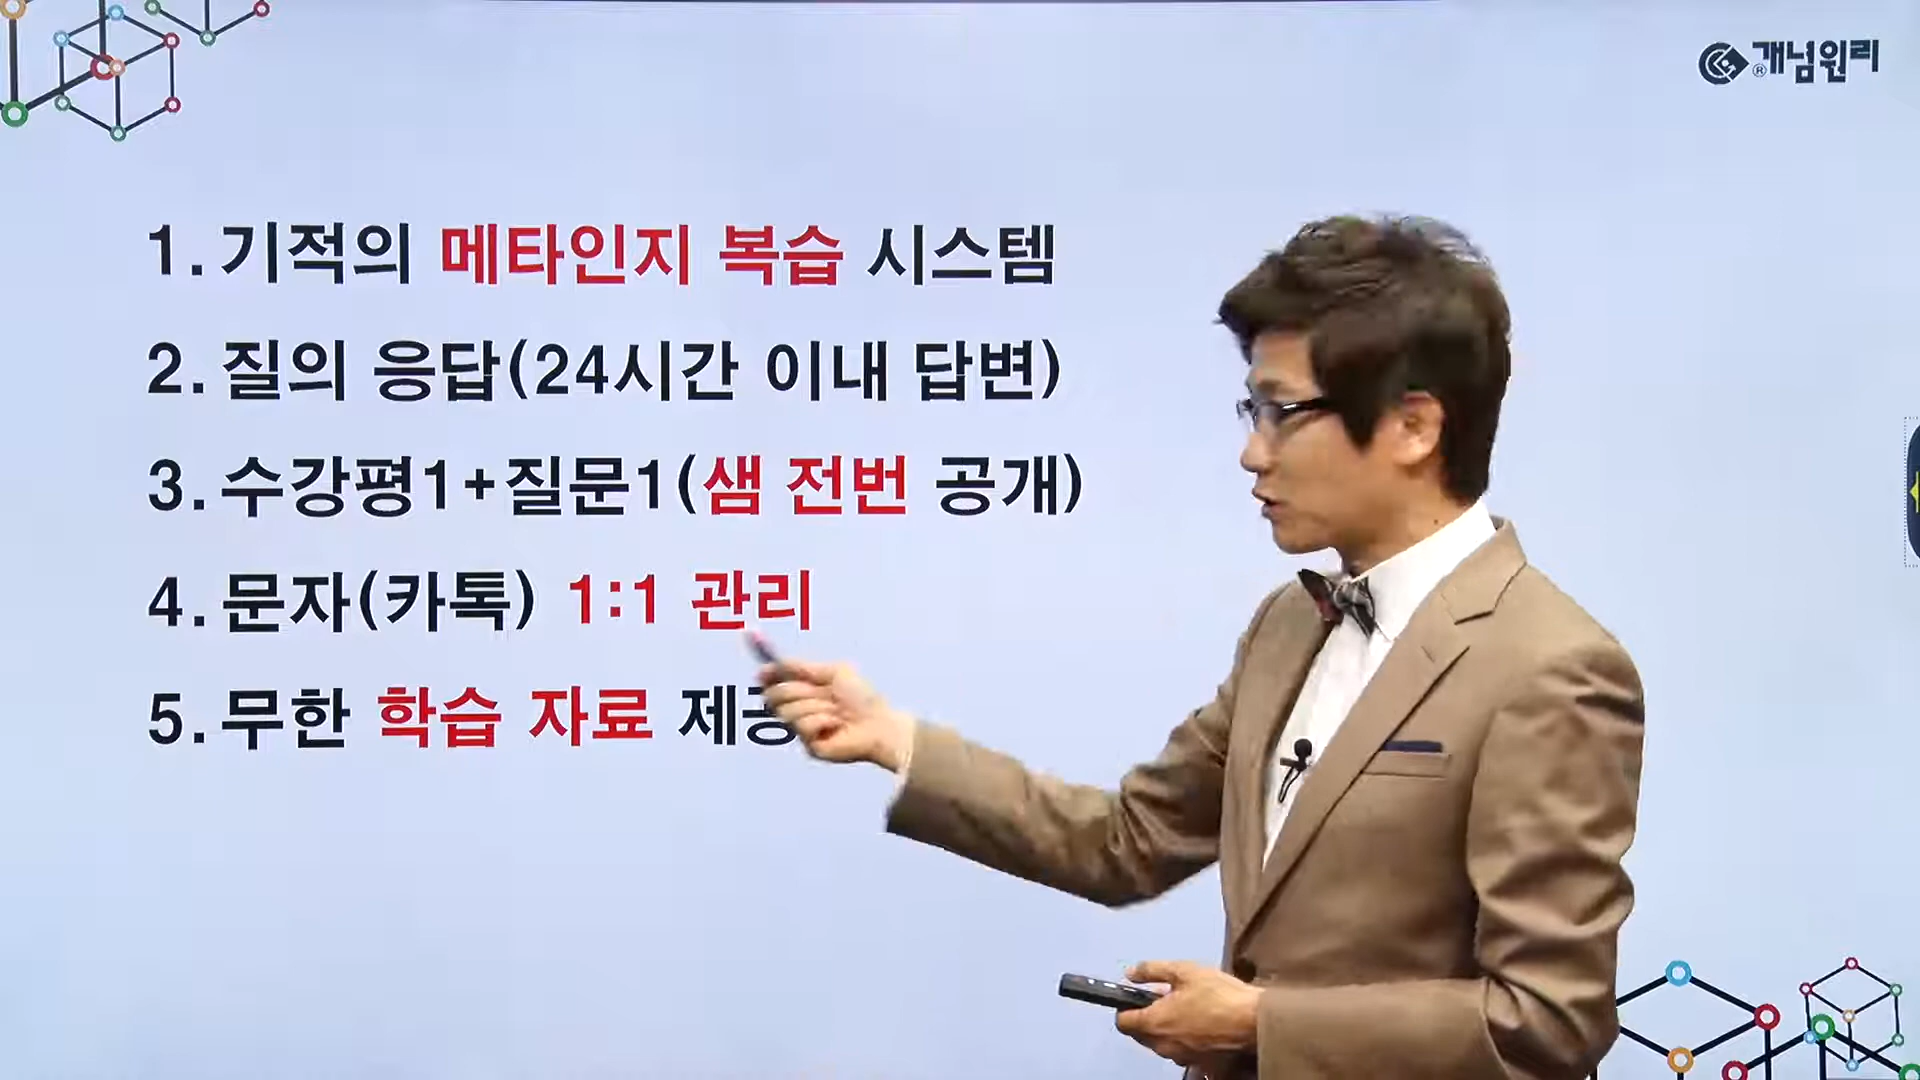 개념원리
1. 기적의 메타인지 복습 시스템
2. 질의 응답(24시간 이내 답변)
3. 수강평1+질문1(샘 전번 공개)
4. 문자(카톡) 1:1 관리
5. 무한 학습 자료